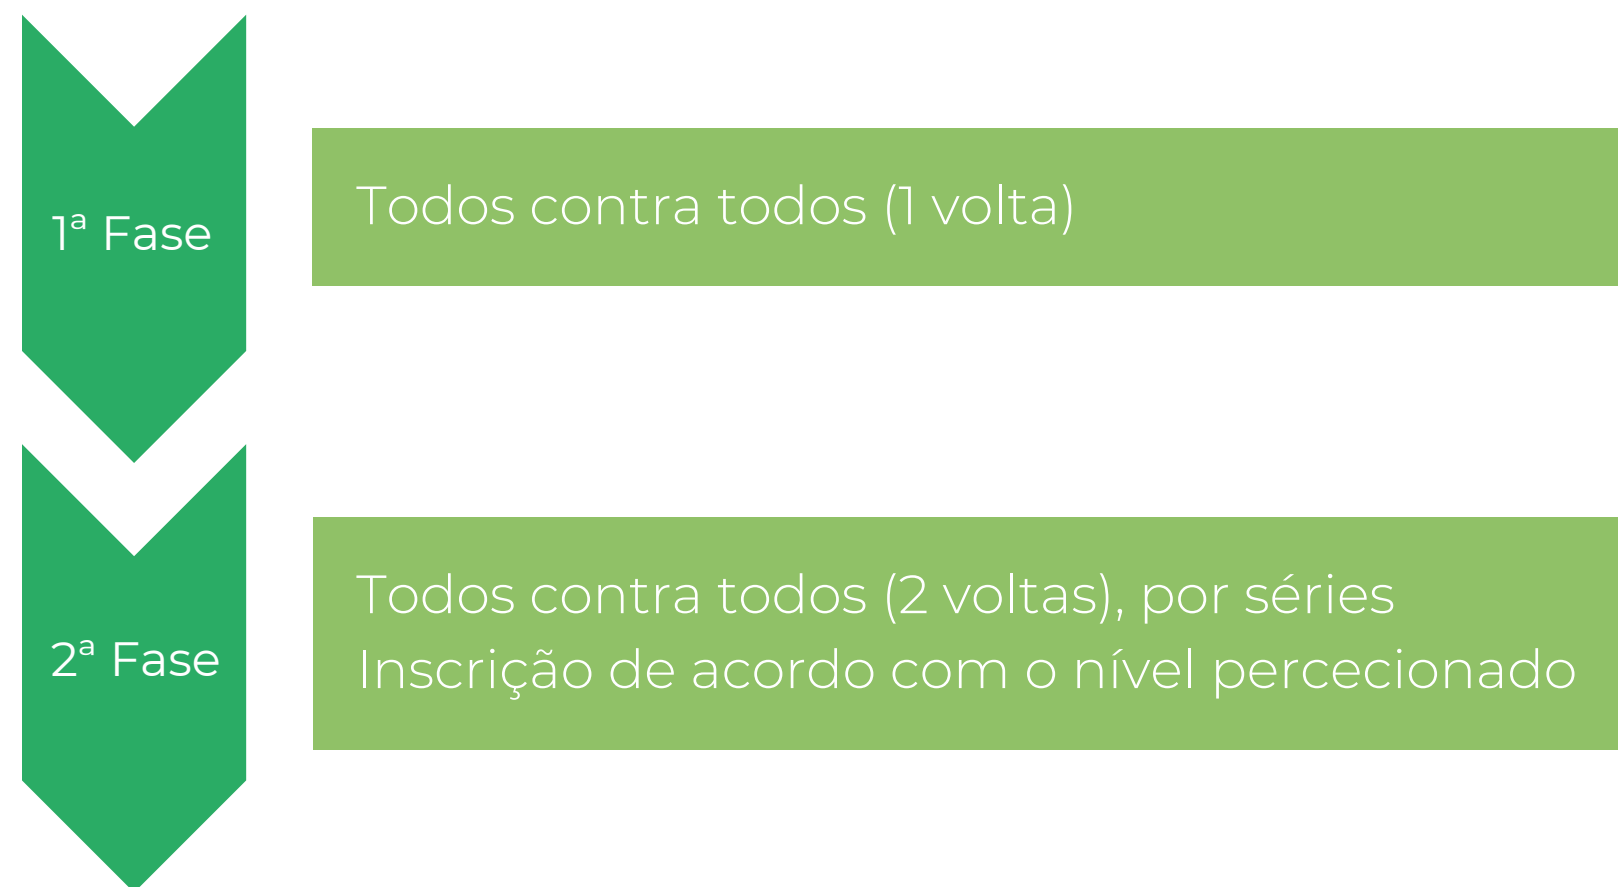 1ª Fase
Todos contra todos (1 volta)
2ª Fase
Todos contra todos (2 voltas), por séries
Inscrição de acordo com o nível percecionado